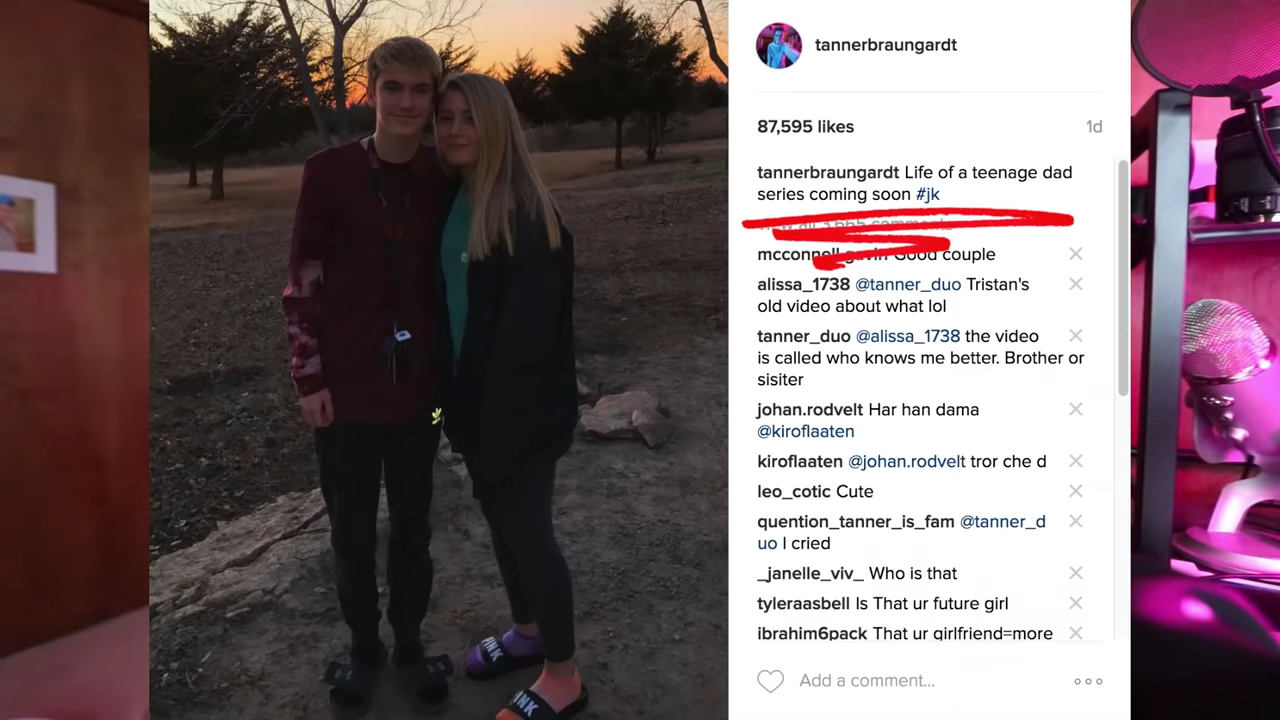 tannerbraungardt
87,595 likes
1d
tannerbraungardt Life of a teenage dad
series coming soon #jk
mcconnell.gavin Good couple
alissa_1738 @tanner_duo Tristan's
old video about what lol
tanner_duo @alissa_1738 the video
is called who knows me better. Brother or
sisiter
johan.rodvelt Har han dama
@kiroflaaten
kiroflaaten @johan.rodvelt tror che d
leo_cotic Cute
quention_tanner_is_fam @tanner_d
uo I cried
_janelle_viv_ Who is that
tyleraasbell Is That ur future girl
ibrahim6pack That ur girlfriend=more
Add a comment...
PINK